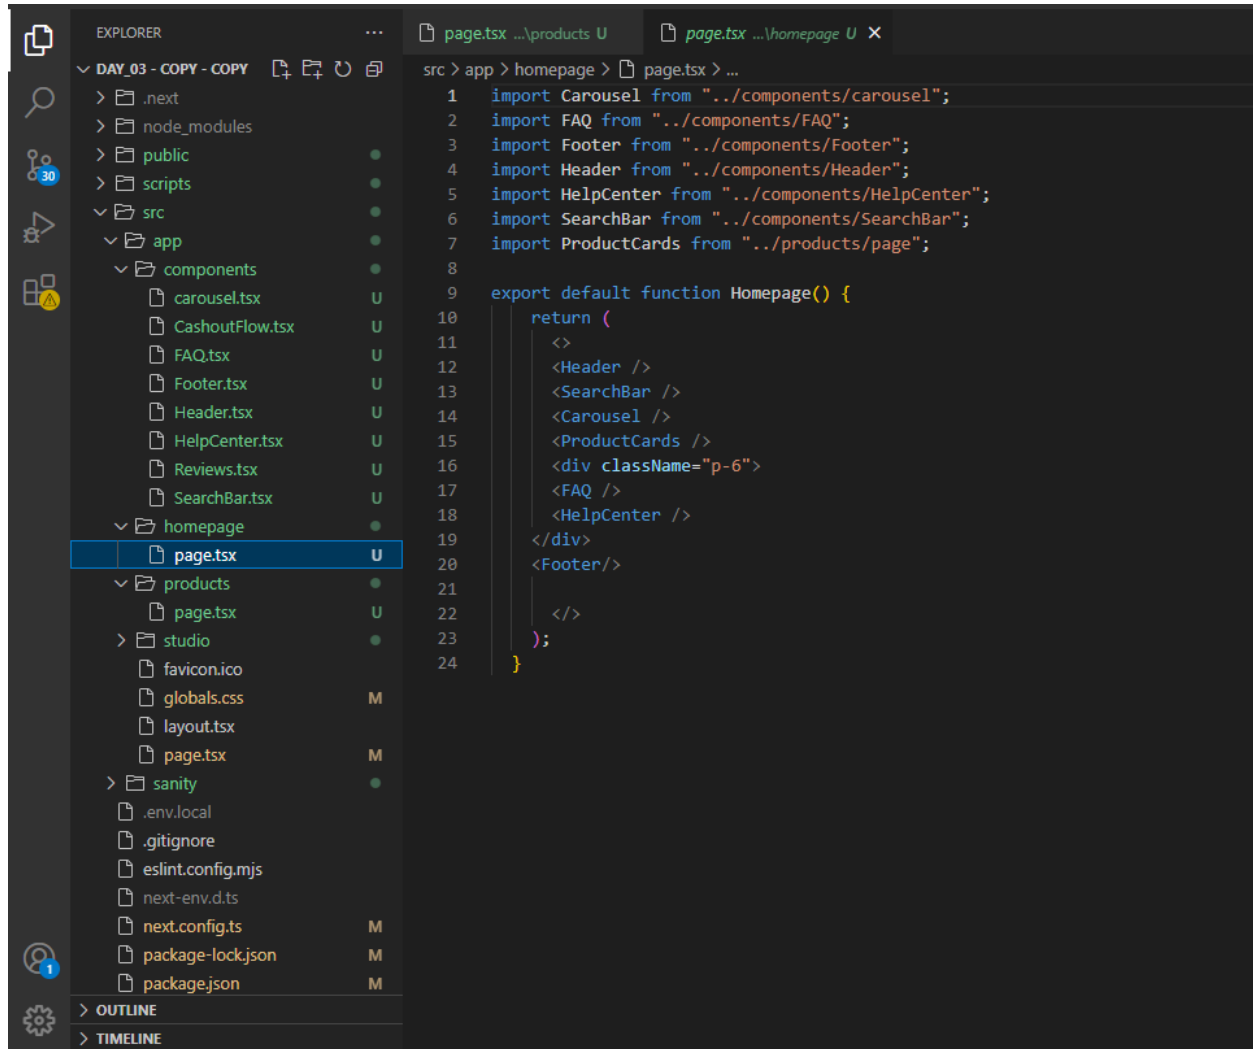 EXPLORER
DAY_03 - COPY - COPY
.next
node_modules
public
scripts
src
app
components
carousel.tsx U
CashoutFlow.tsx U
FAQ.tsx U
Footer.tsx U
Header.tsx U
HelpCenter.tsx U
Reviews.tsx U
SearchBar.tsx U
homepage
page.tsx U
products
page.tsx U
studio
favicon.ico
globals.css M
layout.tsx
page.tsx M
sanity
.env.local
.gitignore
eslint.config.mjs
next-env.d.ts
next.config.ts M
package-lock.json M
package.json M
OUTLINE
TIMELINE
30
1
page.tsx ...\products U
page.tsx ...\homepage U
src > app > homepage > page.tsx > ...
1 import Carousel from "../components/carousel";
2 import FAQ from "../components/FAQ";
3 import Footer from "../components/Footer";
4 import Header from "../components/Header";
5 import HelpCenter from "../components/HelpCenter";
6 import SearchBar from "../components/SearchBar";
7 import ProductCards from "../products/page";
8
9 export default function Homepage() {
10 return (
11 <>
12 <Header />
13 <SearchBar />
14 <Carousel />
15 <ProductCards />
16 <div className="p-6">
17 <FAQ />
18 <HelpCenter />
19 </div>
20 <Footer/>
21
22 </>
23 );
24 }